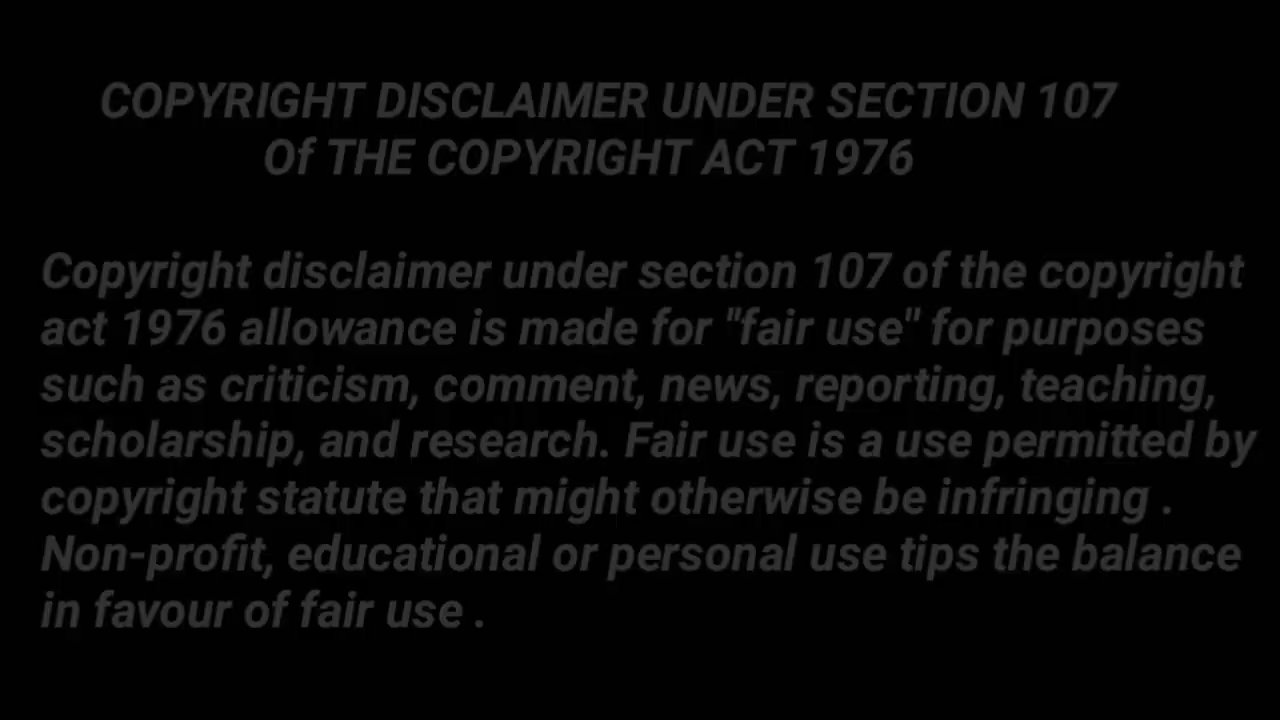 COPYRIGHT DISCLAIMER UNDER SECTION 107
Of THE COPYRIGHT ACT 1976
Copyright disclaimer under section 107 of the copyright
act 1976 allowance is made for "fair use" for purposes
such as criticism, comment, news, reporting, teaching,
scholarship, and research. Fair use is a use permitted by
copyright statute that might otherwise be infringing .
Non-profit, educational or personal use tips the balance
in favour of fair use .